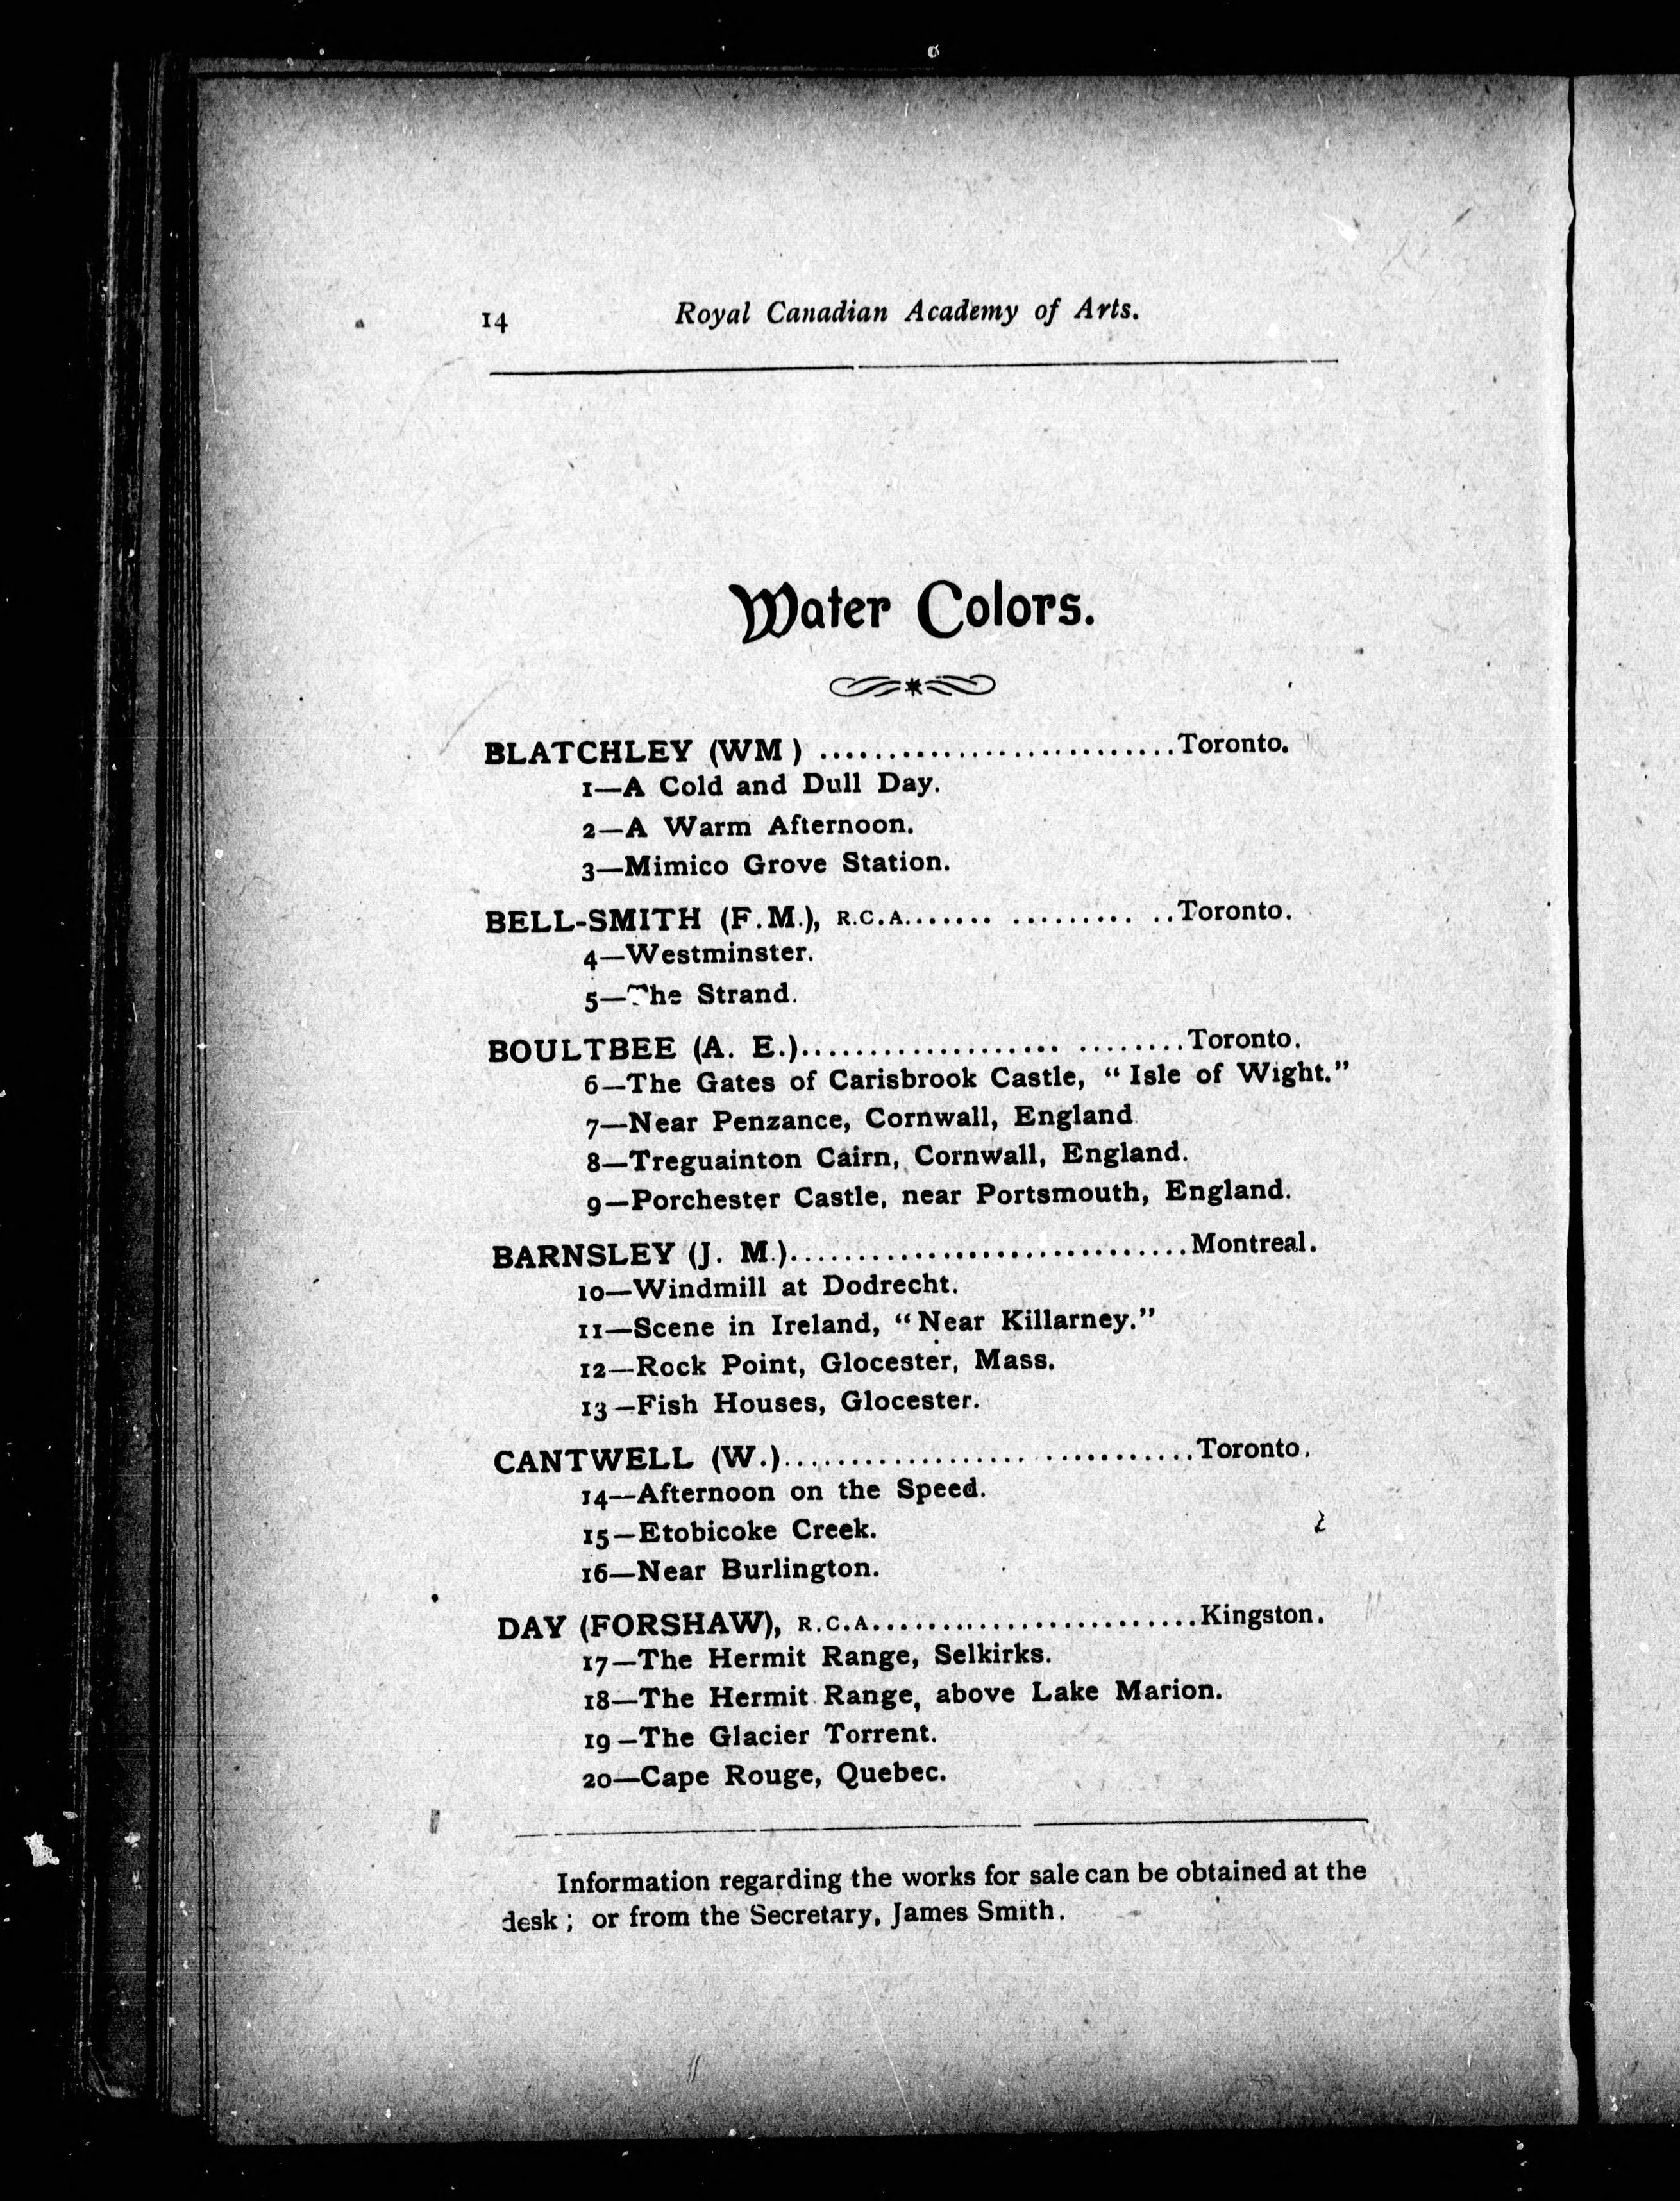 14 Royal Canadian Academy of Arts.
Water Colors.
BLATCHLEY (WM ) ..........................Toronto.
1—A Cold and Dull Day.
2—A Warm Afternoon.
3—Mimico Grove Station.
BELL-SMITH (F.M.), R.C.A....... ......... ..Toronto.
4—Westminster.
5—The Strand.
BOULTBEE (A. E.)................... ........Toronto.
6—The Gates of Carisbrook Castle, “ Isle of Wight.”
7—Near Penzance, Cornwall, England
8—Treguainton Cairn, Cornwall, England.
9—Porchester Castle, near Portsmouth, England.
BARNSLEY (J. M.).............................Montreal.
10—Windmill at Dodrecht.
11—Scene in Ireland, “ Near Killarney.”
12—Rock Point, Glocester, Mass.
13—Fish Houses, Glocester.
CANTWELL (W.).................. ...........Toronto.
14—Afternoon on the Speed.
15—Etobicoke Creek.
16—Near Burlington.
DAY (FORSHAW), R.C.A........................Kingston.
17—The Hermit Range, Selkirks.
18—The Hermit Range, above Lake Marion.
19—The Glacier Torrent.
20—Cape Rouge, Quebec.
Information regarding the works for sale can be obtained at the
desk ; or from the Secretary, James Smith.